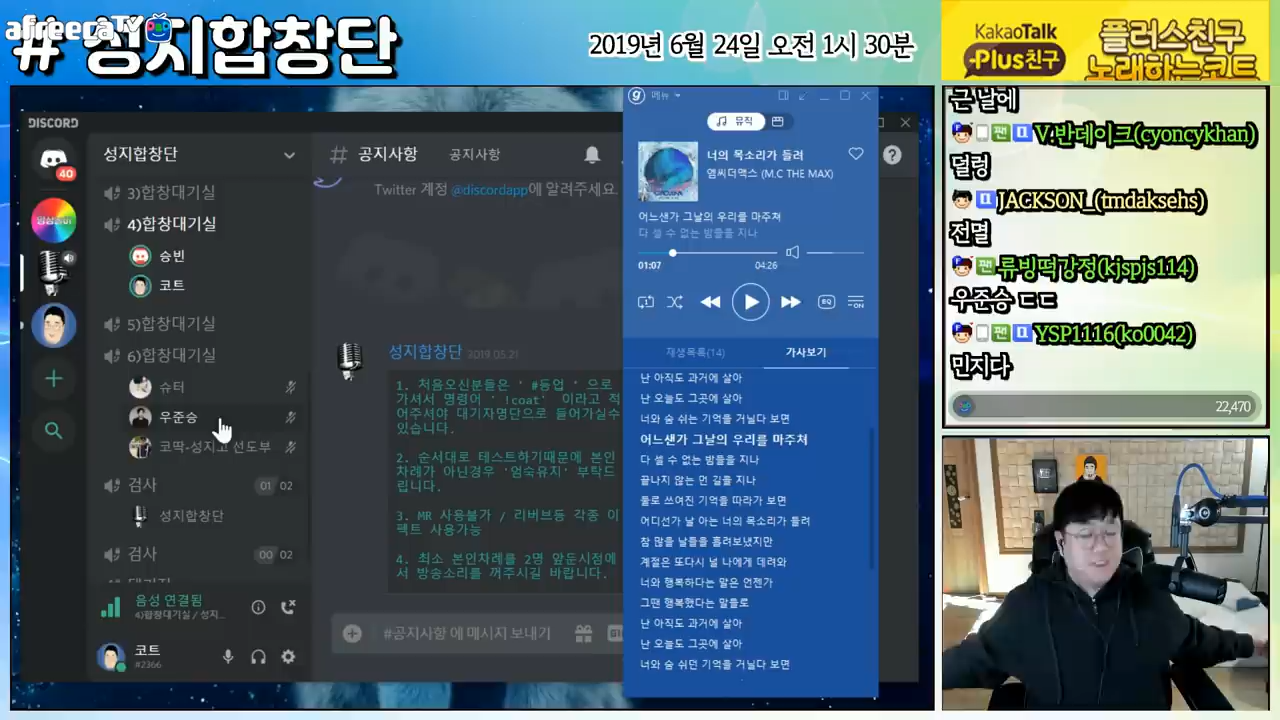 afreecaTV
# 성지합창단
2019년 6월 24일 오전 1시 30분
KakaoTalk
Plus친구
플러스친구
노래하는코트
DISCORD
40
성지합창단
3)합창대기실
4)합창대기실
승빈
코트
5)합창대기실
6)합창대기실
슈터
우준승
코딱-성지고 선도부
검사
01 02
성지합창단
검사
00 02
음성 연결됨
4)합창대기실 / 성지...
코트
#2366
# 공지사항
공지사항
Twitter 계정 @discordapp에 알려주세요.
성지합창단 2019.05.21
1. 처음오신분들은 ' #등업 ' 으로
가셔서 명령어 ' !coat' 이라고 적
어주셔야 대기자명단으로 들어가실수
있습니다.
2. 순서대로 테스트하기때문에 본인
차례가 아닌경우 '엄숙유지' 부탁드
립니다.
3. MR 사용불가 / 리버브등 각종 이
펙트 사용가능
4. 최소 본인차례를 2명 앞둔시점에
서 방송소리를 꺼주시길 바랍니다.
#공지사항 에 메시지 보내기
메뉴
뮤직
너의 목소리가 들려
엠씨더맥스 (M.C THE MAX)
어느샌가 그날의 우리를 마주쳐
다 셀 수 없는 밤들을 지나
01:07
04:26
EQ
ON
재생목록(14)
가사보기
난 아직도 과거에 살아
난 오늘도 그곳에 살아
너와 숨 쉬는 기억을 거닐다 보면
어느샌가 그날의 우리를 마주쳐
다 셀 수 없는 밤들을 지나
끝나지 않는 먼 길을 지나
둘로 쓰여진 기억을 따라가 보면
어디선가 날 아는 너의 목소리가 들려
참 많을 날들을 흘려보냈지만
계절은 또다시 널 나에게 데려와
너와 행복하다는 말은 언젠가
그땐 행복했다는 말들로
난 아직도 과거에 살아
난 오늘도 그곳에 살아
너와 숨 쉬던 기억을 거닐다 보면
근 날에
V.반데이크(cyoncykhan)
덜렁
JACKSON_(tmdaksehs)
전멸
류빙떡강정(kjspjs114)
우준승 ㄷㄷ
YSP1116(ko0042)
민지다
22,470